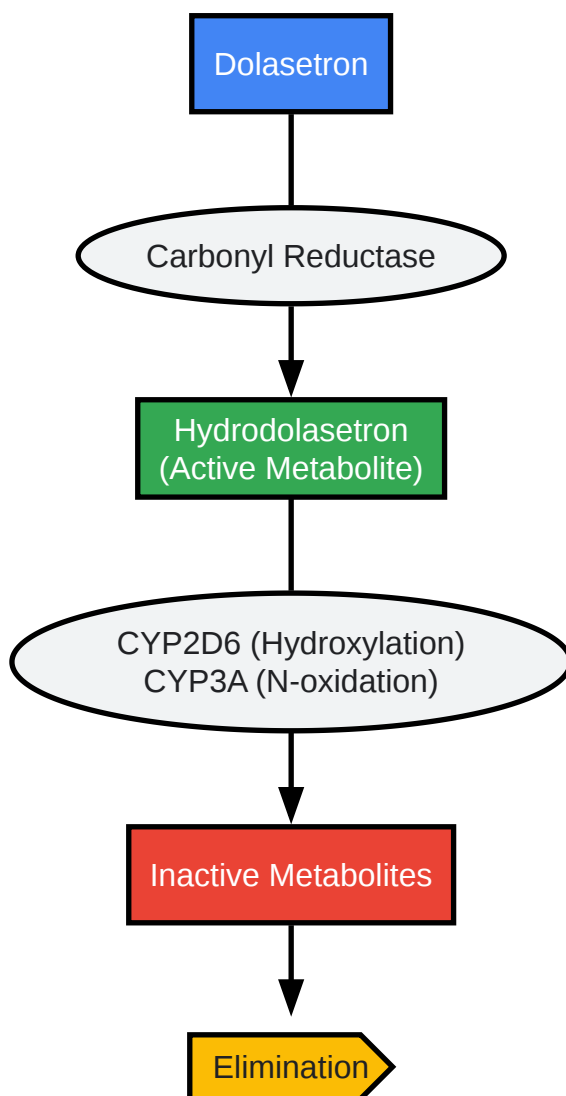 Dolasetron
Carbonyl Reductase
Hydrodolasetron
(Active Metabolite)
CYP2D6 (Hydroxylation)
CYP3A (N-oxidation)
Inactive Metabolites
Elimination